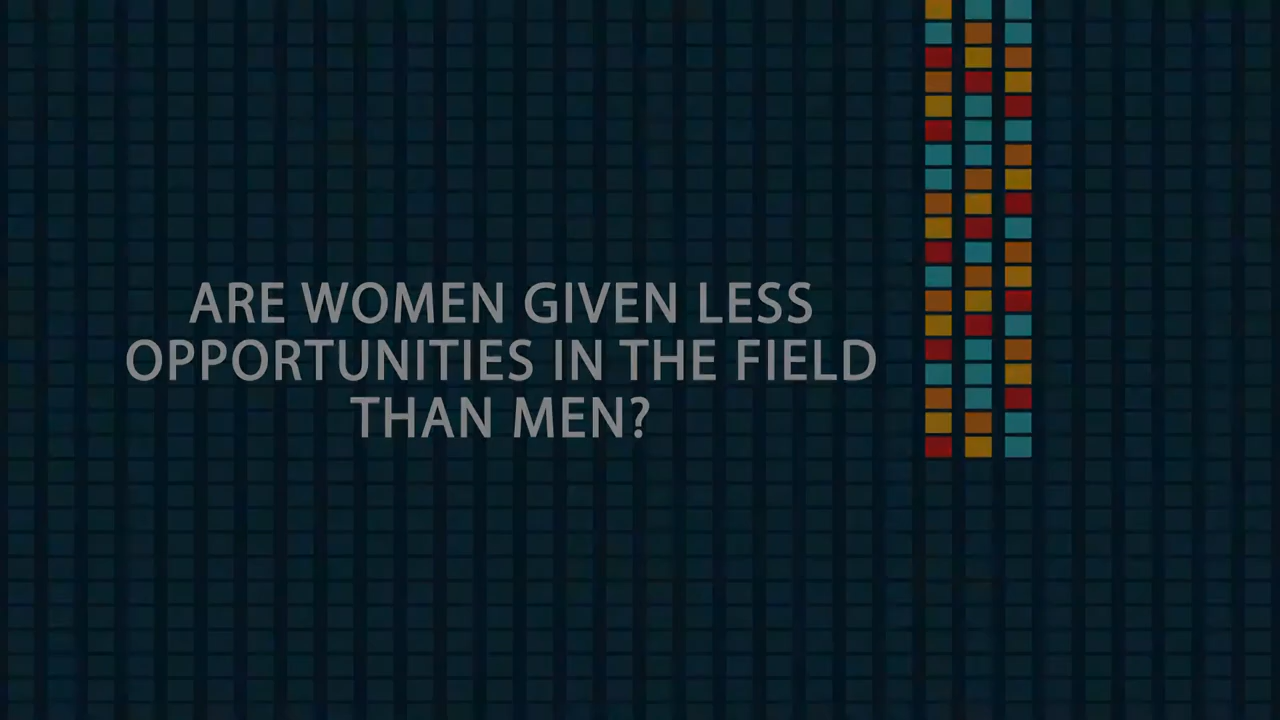 ARE WOMEN GIVEN LESS
OPPORTUNITIES IN THE FIELD
THAN MEN?